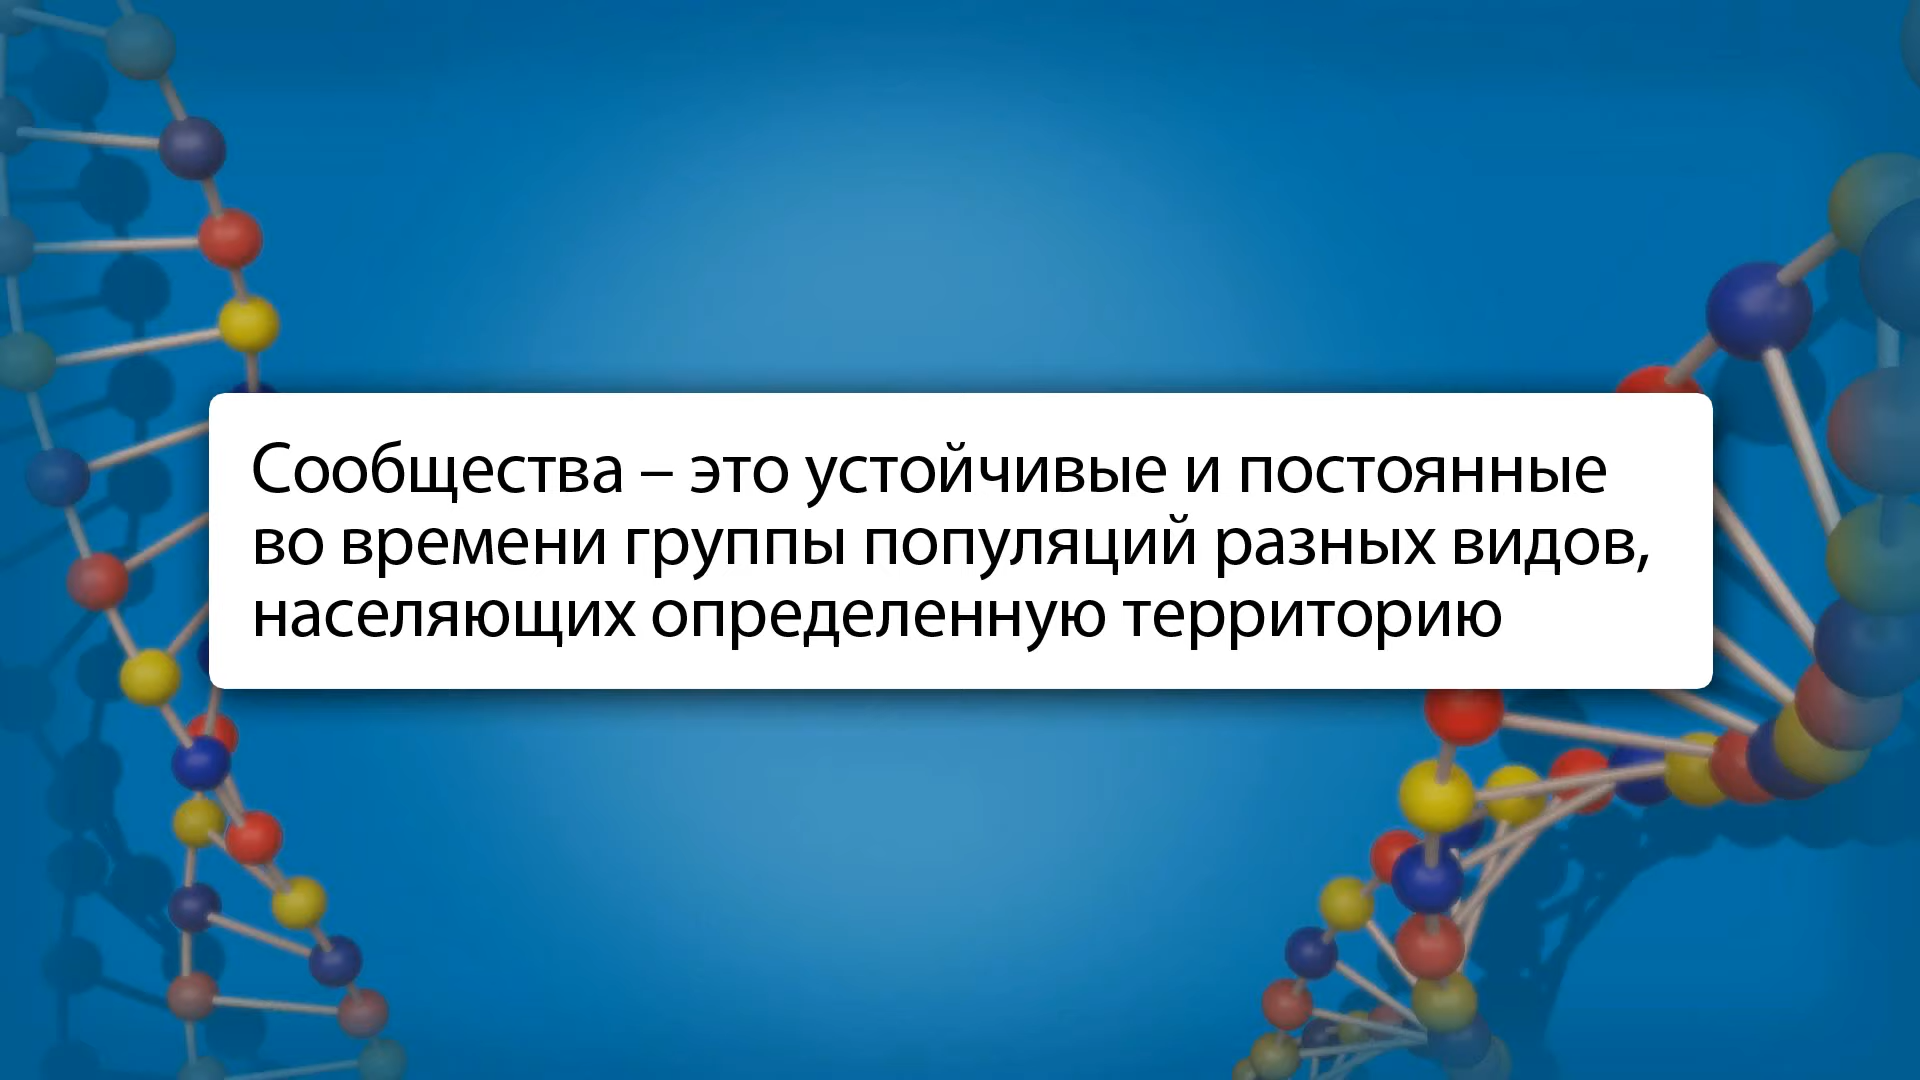 Сообщества – это устойчивые и постоянные
во времени группы популяций разных видов,
населяющих определенную территорию